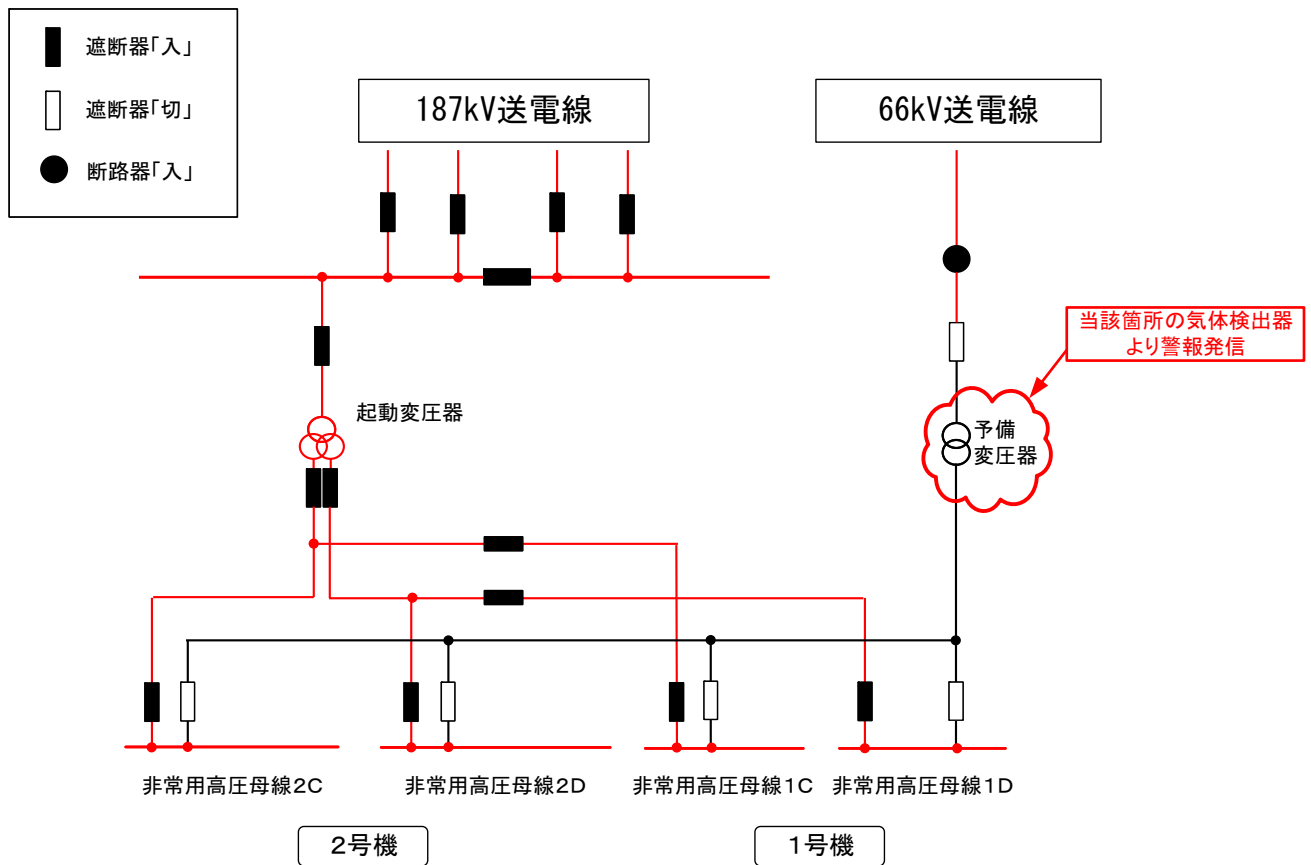 遮断器「入」
遮断器「切」
断路器「入」
187kV送電線
66kV送電線
当該箇所の気体検出器
より警報発信
起動変圧器
予備
変圧器
非常用高圧母線2C
非常用高圧母線2D
非常用高圧母線1C
非常用高圧母線1D
2号機
1号機